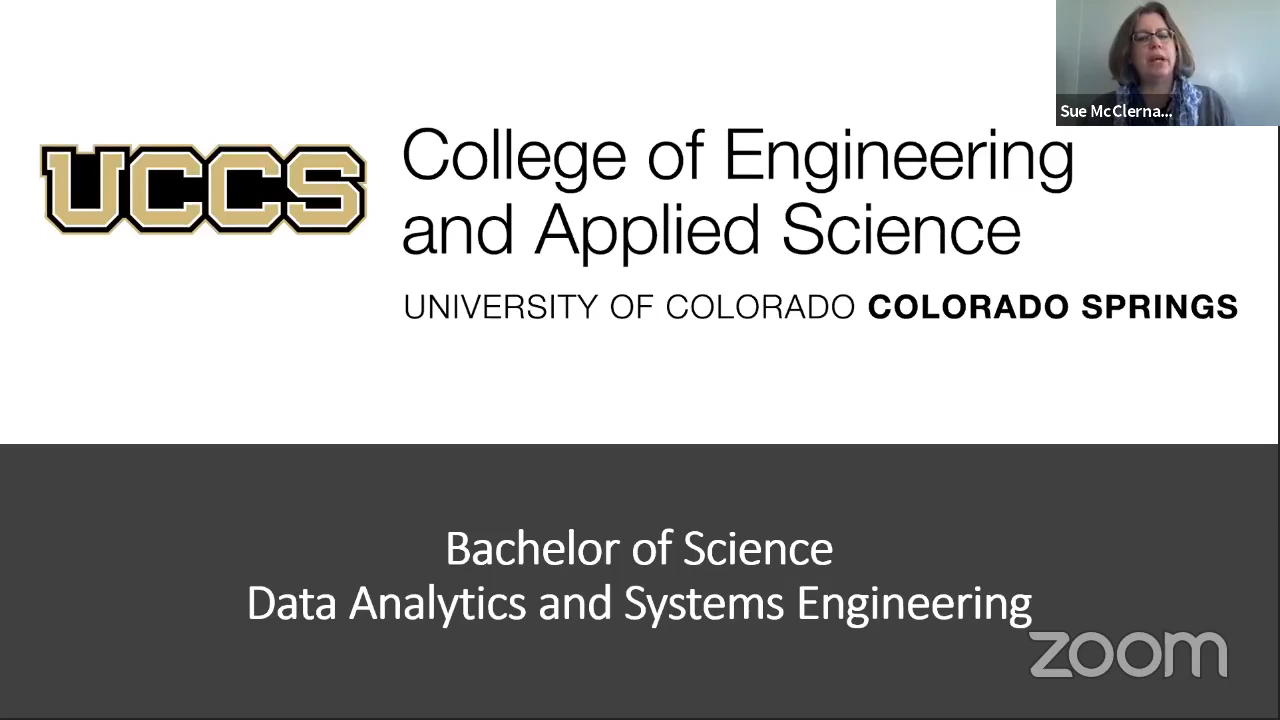 Sue McClerna...
UCCS
College of Engineering
and Applied Science
UNIVERSITY OF COLORADO COLORADO SPRINGS
Bachelor of Science
Data Analytics and Systems Engineering
zoom